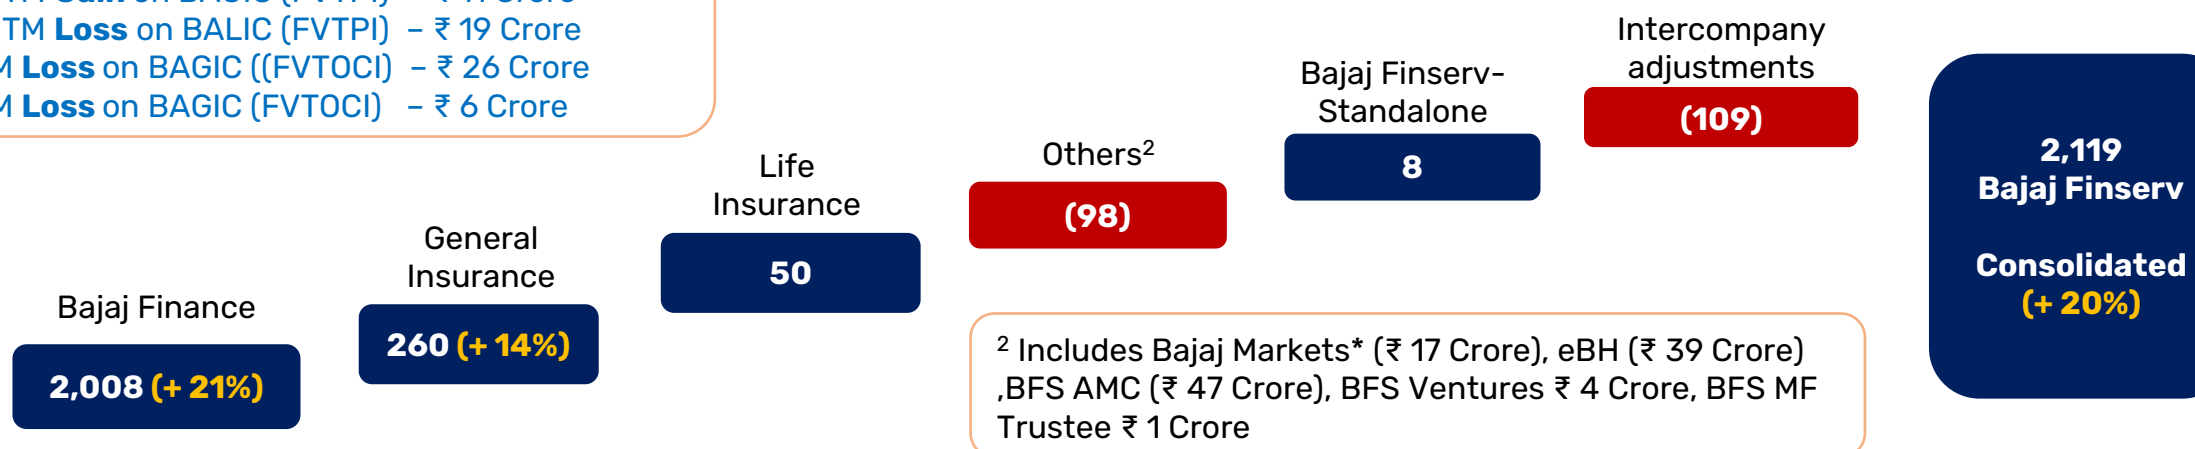 TM Loss on BALIC (FVTPI) – ₹ 19 Crore
Loss on BAGIC ((FVTOCI) – ₹ 26 Crore
Loss on BAGIC (FVTOCI) – ₹ 6 Crore
Bajaj Finance
2,008 (+ 21%)
General
Insurance
260 (+ 14%)
Life
Insurance
50
Others²
(98)
Bajaj Finserv-
Standalone
8
Intercompany
adjustments
(109)
2,119
Bajaj Finserv
Consolidated
(+ 20%)
² Includes Bajaj Markets* (₹ 17 Crore), eBH (₹ 39 Crore)
,BFS AMC (₹ 47 Crore), BFS Ventures ₹ 4 Crore, BFS MF
Trustee ₹ 1 Crore